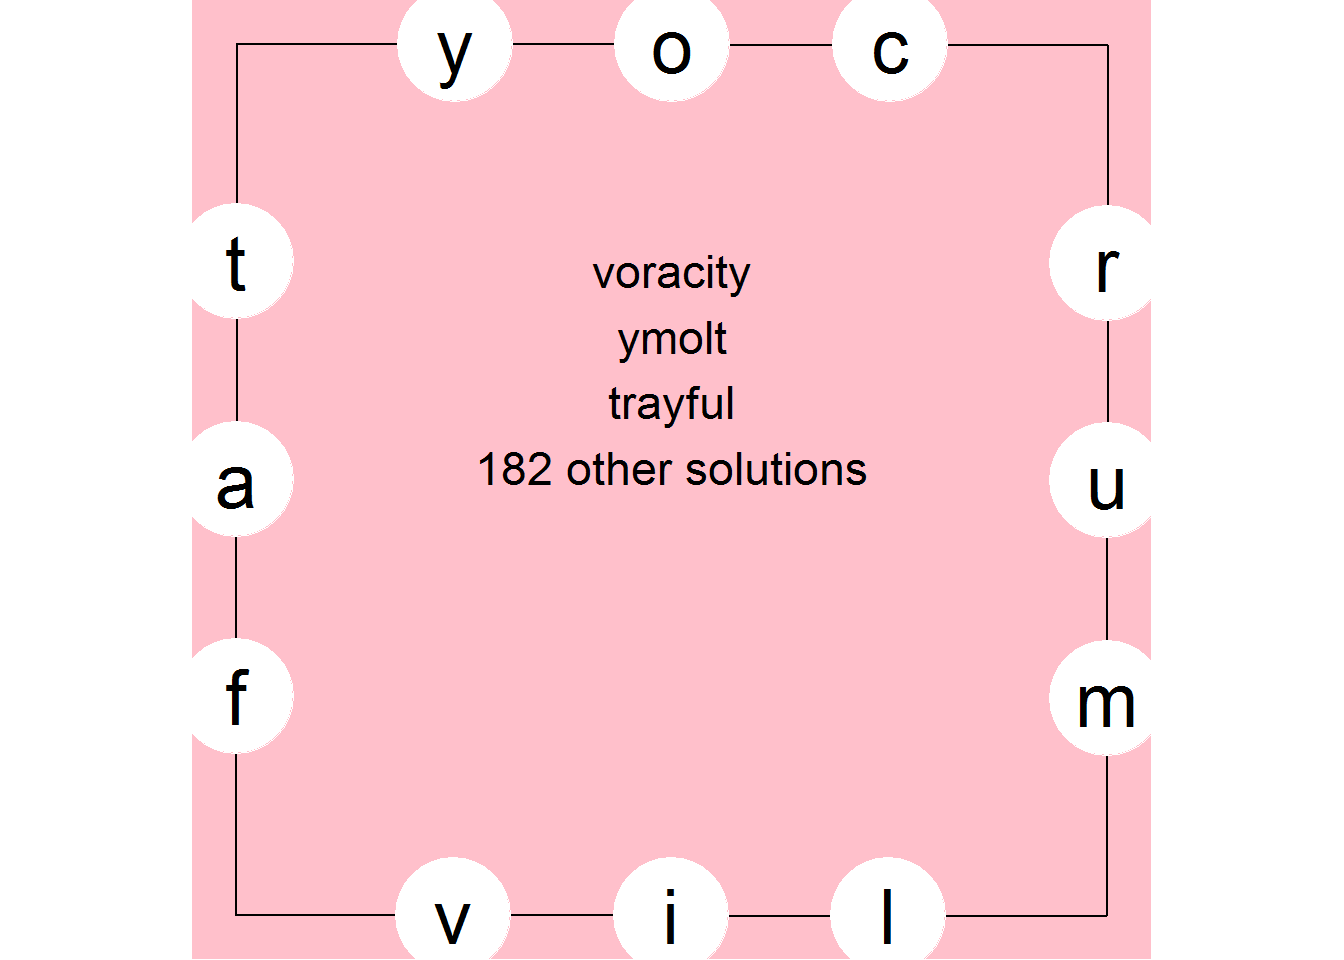 y o c
t
r
voracity
ymolt
trayful
182 other solutions
a
u
f
m
v i l